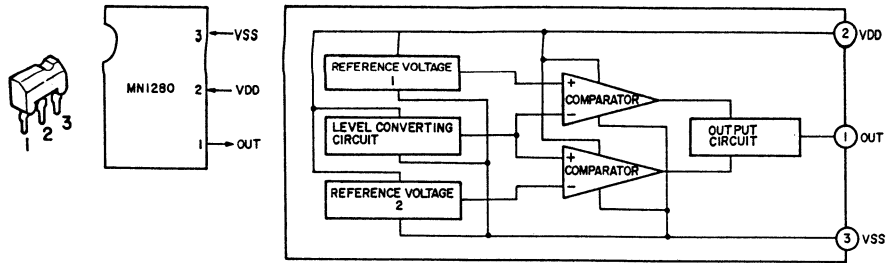 1 2 3
MN1280
3 VSS
2 VDD
1 OUT
REFERENCE VOLTAGE
1
LEVEL CONVERTING
CIRCUIT
REFERENCE VOLTAGE
2
+
COMPARATOR
−
+
COMPARATOR
−
OUTPUT
CIRCUIT
2 VDD
1 OUT
3 VSS